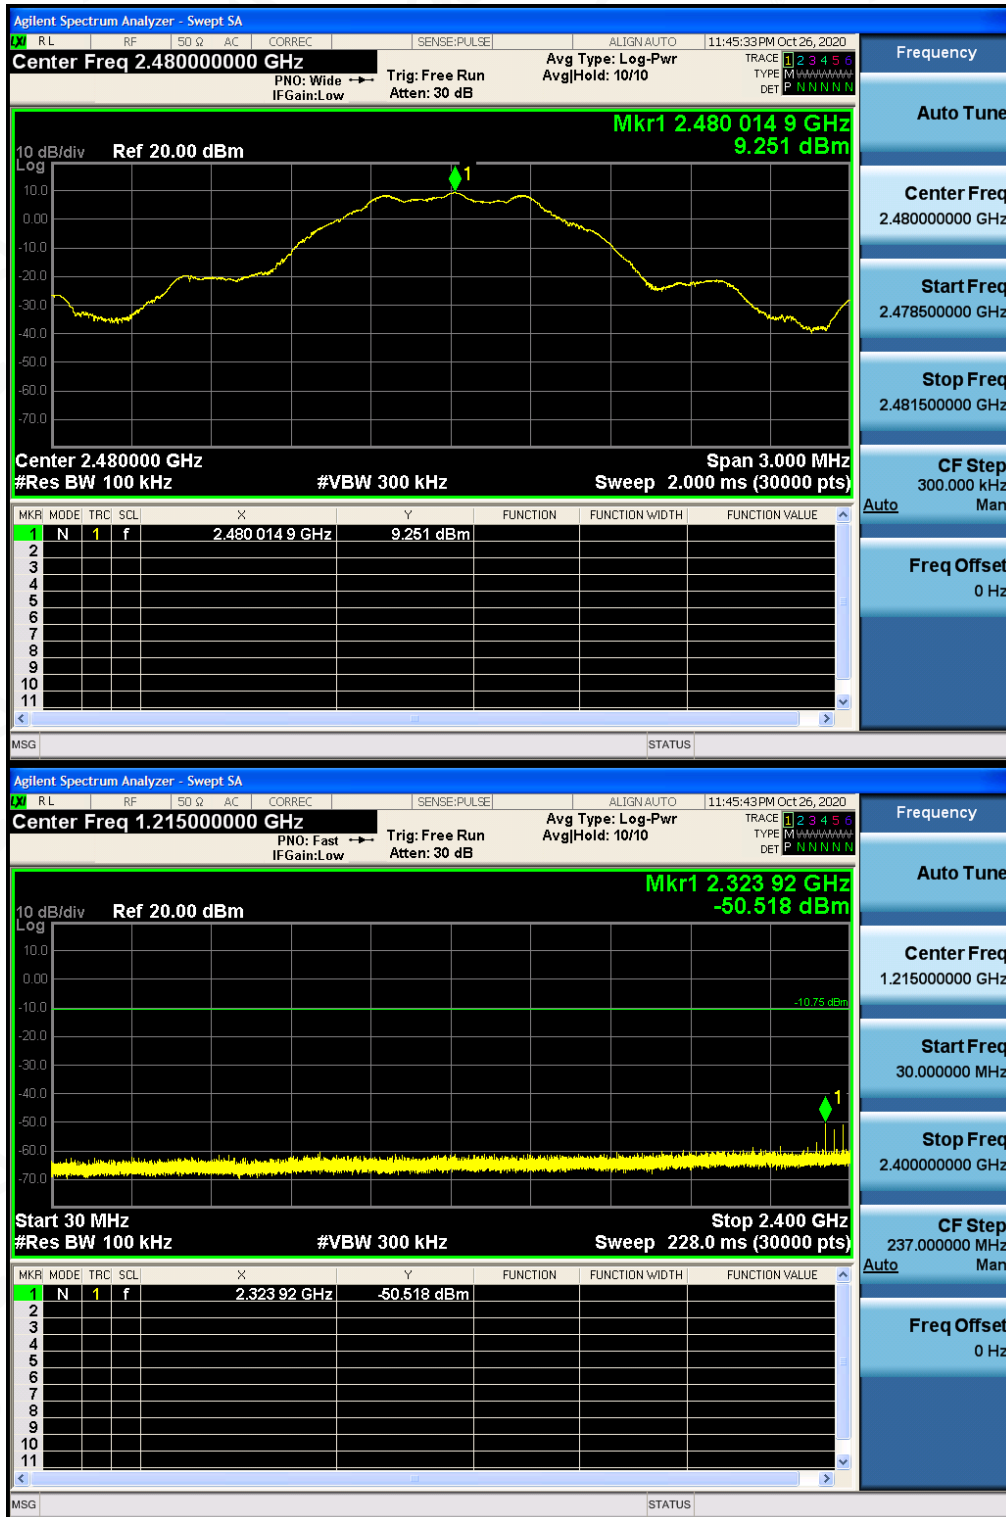 Agilent Spectrum Analyzer - Swept SA
LXI RL RF 50 Ω AC CORREC SENSE:PULSE ALIGN AUTO 11:45:33 PM Oct 26, 2020
Center Freq 2.480000000 GHz
PNO: Wide
IFGain:Low
Trig: Free Run
Atten: 30 dB
Avg Type: Log-Pwr
Avg|Hold: 10/10
TRACE 1 2 3 4 5 6
TYPE M WWWWW
DET P N N N N N
Mkr1 2.480 014 9 GHz
9.251 dBm
10 dB/div Ref 20.00 dBm
Log
10.0
0.00
-10.0
-20.0
-30.0
-40.0
-50.0
-60.0
-70.0
1
Center 2.480000 GHz Span 3.000 MHz
#Res BW 100 kHz #VBW 300 kHz Sweep 2.000 ms (30000 pts)
MKR MODE TRC SCL X Y FUNCTION FUNCTION WIDTH FUNCTION VALUE
1 N 1 f 2.480 014 9 GHz 9.251 dBm
2
3
4
5
6
7
8
9
10
11
MSG STATUS
Frequency
Auto Tune
Center Freq
2.480000000 GHz
Start Freq
2.478500000 GHz
Stop Freq
2.481500000 GHz
CF Step
300.000 kHz
Auto Man
Freq Offset
0 Hz
Agilent Spectrum Analyzer - Swept SA
LXI RL RF 50 Ω AC CORREC SENSE:PULSE ALIGN AUTO 11:45:43 PM Oct 26, 2020
Center Freq 1.215000000 GHz
PNO: Fast
IFGain:Low
Trig: Free Run
Atten: 30 dB
Avg Type: Log-Pwr
Avg|Hold: 10/10
TRACE 1 2 3 4 5 6
TYPE M WWWWW
DET P N N N N N
Mkr1 2.323 92 GHz
-50.518 dBm
10 dB/div Ref 20.00 dBm
Log
10.0
0.00
-10.0
-20.0
-30.0
-40.0
-50.0
-60.0
-70.0
-10.75 dBm
1
Start 30 MHz Stop 2.400 GHz
#Res BW 100 kHz #VBW 300 kHz Sweep 228.0 ms (30000 pts)
MKR MODE TRC SCL X Y FUNCTION FUNCTION WIDTH FUNCTION VALUE
1 N 1 f 2.323 92 GHz -50.518 dBm
2
3
4
5
6
7
8
9
10
11
MSG STATUS
Frequency
Auto Tune
Center Freq
1.215000000 GHz
Start Freq
30.000000 MHz
Stop Freq
2.400000000 GHz
CF Step
237.000000 MHz
Auto Man
Freq Offset
0 Hz